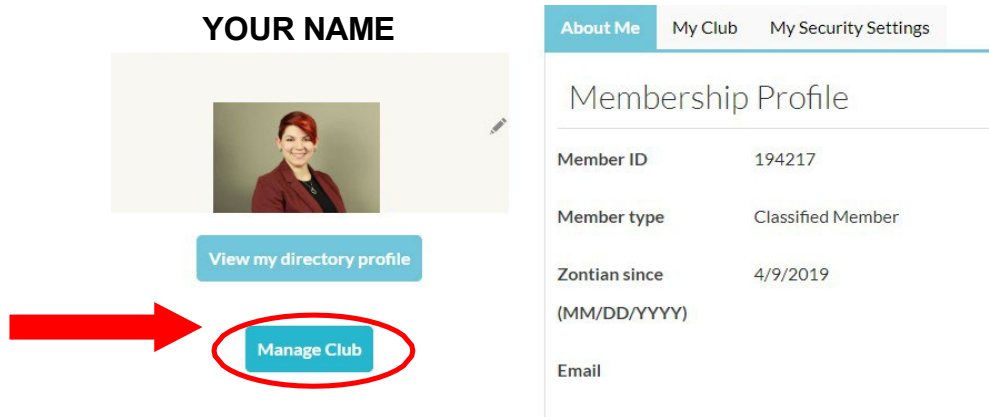 YOUR NAME
View my directory profile
Manage Club
About Me My Club My Security Settings
Membership Profile
Member ID 194217
Member type Classified Member
Zontian since 4/9/2019
(MM/DD/YYYY)
Email